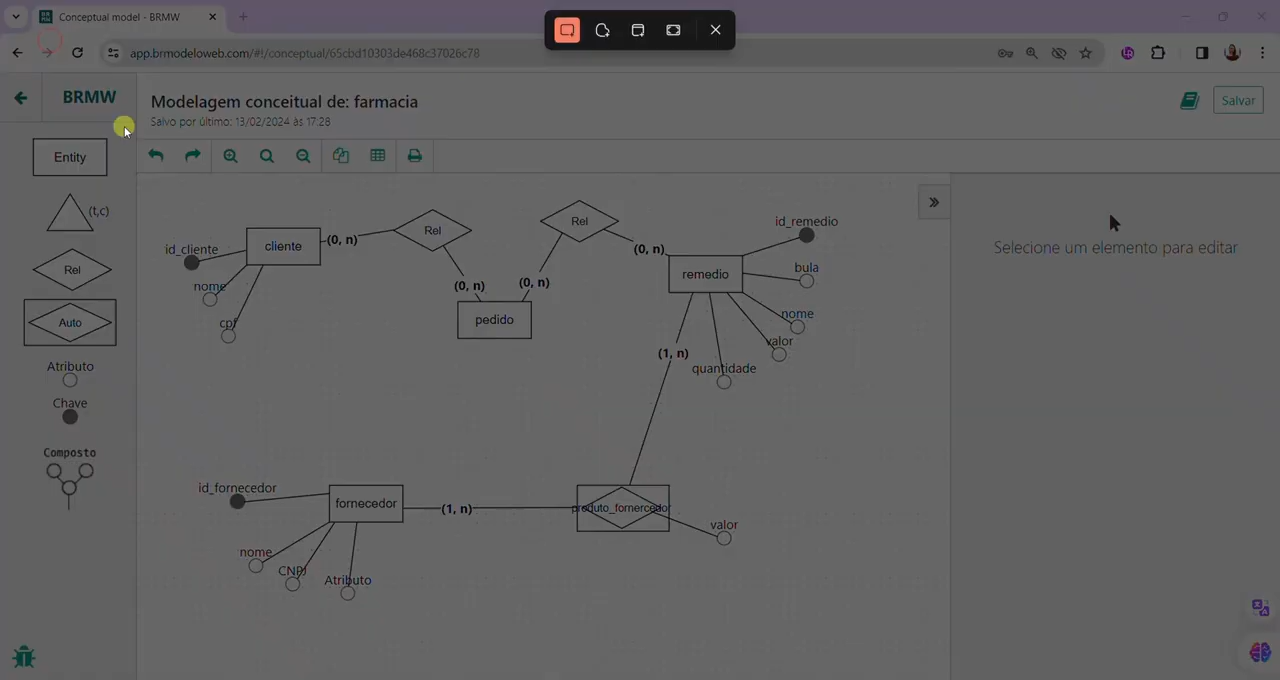 Conceptual model - BRMW
app.brmodeloweb.com/#!/conceptual/65cbd10303de468c37026c78
BRMW
Modelagem conceitual de: farmacia
Salvo por último: 13/02/2024 às 17:28
Salvar
Entity
(t,c)
Rel
Auto
Atributo
Chave
Composto
id_cliente
nome
cpf
cliente
(0, n)
Rel
(0, n)
pedido
(0, n)
Rel
(0, n)
remedio
id_remedio
bula
nome
valor
quantidade
(1, n)
id_fornecedor
fornecedor
nome
CNPJ
Atributo
(1, n)
produto_fornercedor
valor
Selecione um elemento para editar